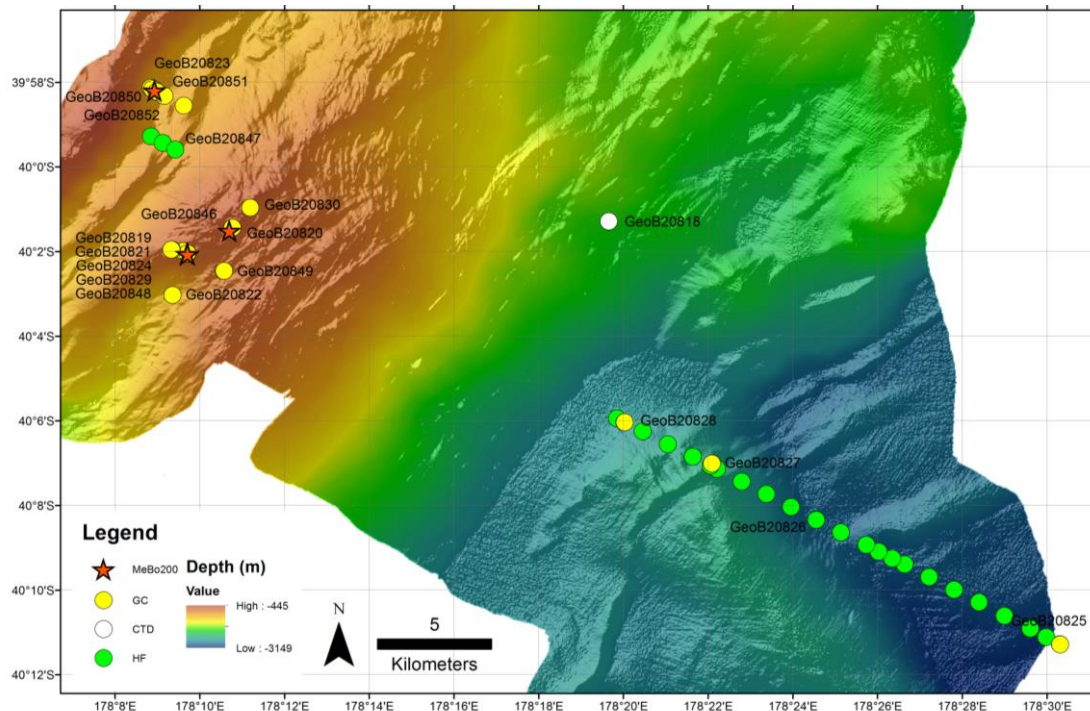 GeoB20823
39°58'S
GeoB20851
GeoB20850
GeoB20852
GeoB20847
40°0'S
GeoB20830
GeoB20846
GeoB20818
GeoB20820
GeoB20819
40°2'S
GeoB20821
GeoB20824
GeoB20849
GeoB20829
GeoB20848
GeoB20822
40°4'S
40°6'S
GeoB20828
GeoB20827
40°8'S
GeoB20826
Legend
MeBo200
GC
CTD
HF
Depth (m)
Value
High : -445
Low : -3149
40°10'S
N
5
Kilometers
GeoB20825
40°12'S
178°8'E 178°10'E 178°12'E 178°14'E 178°16'E 178°18'E 178°20'E 178°22'E 178°24'E 178°26'E 178°28'E 178°30'E